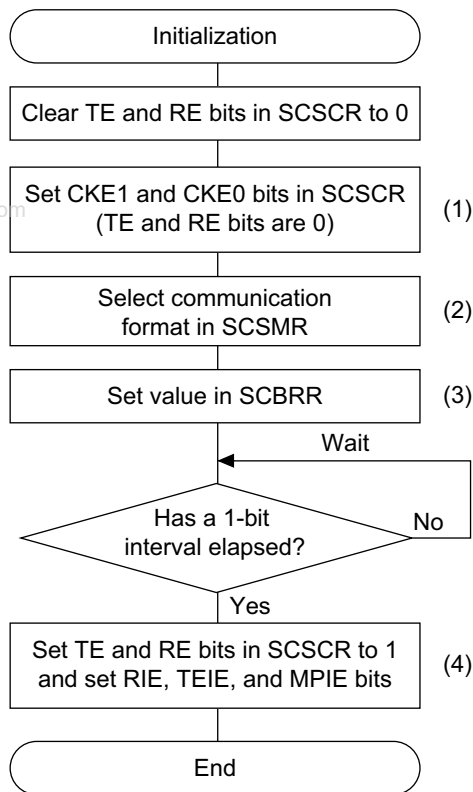 Initialization
Clear TE and RE bits in SCSCR to 0
Set CKE1 and CKE0 bits in SCSCR
(TE and RE bits are 0)
(1)
om
Select communication
format in SCSMR
(2)
Set value in SCBRR
(3)
Wait
Has a 1-bit
interval elapsed?
No
Yes
Set TE and RE bits in SCSCR to 1
and set RIE, TEIE, and MPIE bits
(4)
End